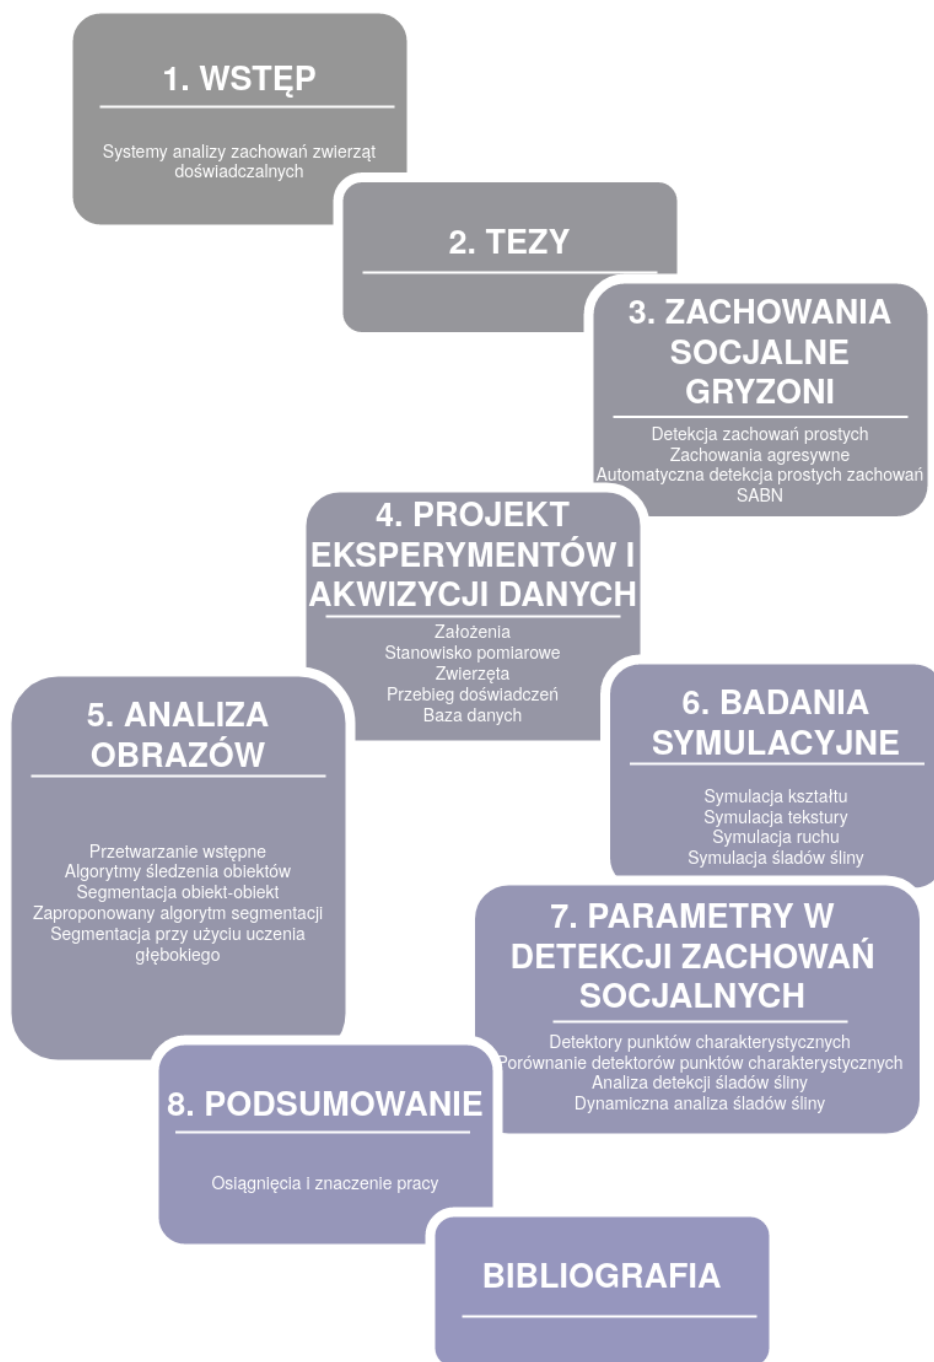 1. WSTĘP
Systemy analizy zachowań zwierząt
doświadczalnych
2. TEZY
3. ZACHOWANIA
SOCJALNE
GRYZONI
Detekcja zachowań prostych
Zachowania agresywne
Automatyczna detekcja prostych zachowań
SABN
4. PROJEKT
EKSPERYMENTÓW I
AKWIZYCJI DANYCH
Założenia
Stanowisko pomiarowe
Zwierzęta
Przebieg doświadczeń
Baza danych
5. ANALIZA
OBRAZÓW
Przetwarzanie wstępne
Algorytmy śledzenia obiektów
Segmentacja obiekt-obiekt
Zaproponowany algorytm segmentacji
Segmentacja przy użyciu uczenia
głębokiego
6. BADANIA
SYMULACYJNE
Symulacja kształtu
Symulacja tekstury
Symulacja ruchu
Symulacja śladów śliny
7. PARAMETRY W
DETEKCJI ZACHOWAŃ
SOCJALNYCH
Detektory punktów charakterystycznych
Porównanie detektorów punktów charakterystycznych
Analiza detekcji śladów śliny
Dynamiczna analiza śladów śliny
8. PODSUMOWANIE
Osiągnięcia i znaczenie pracy
BIBLIOGRAFIA